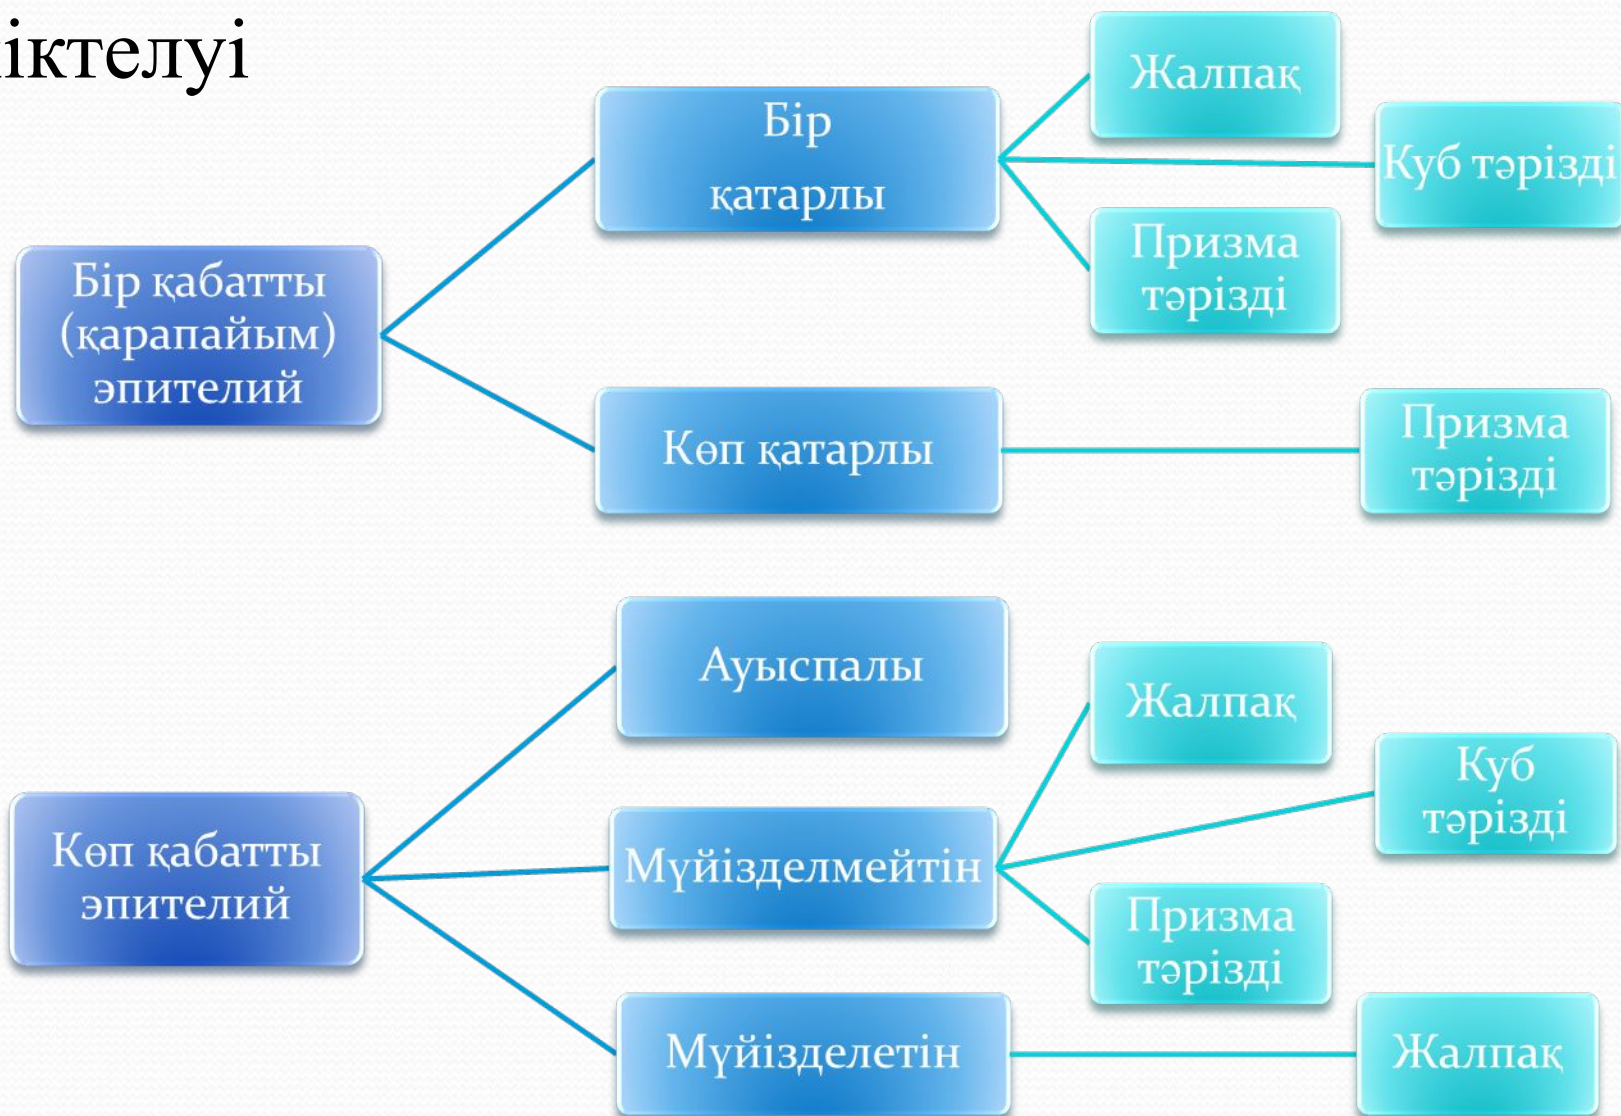 іктелуі
Бір қабатты
(қарапайым)
эпителий
Бір
қатарлы
Жалпақ
Куб тәрізді
Призма
тәрізді
Көп қатарлы
Призма
тәрізді
Көп қабатты
эпителий
Ауыспалы
Мүйізделмейтін
Жалпақ
Куб
тәрізді
Призма
тәрізді
Мүйізделетін
Жалпақ